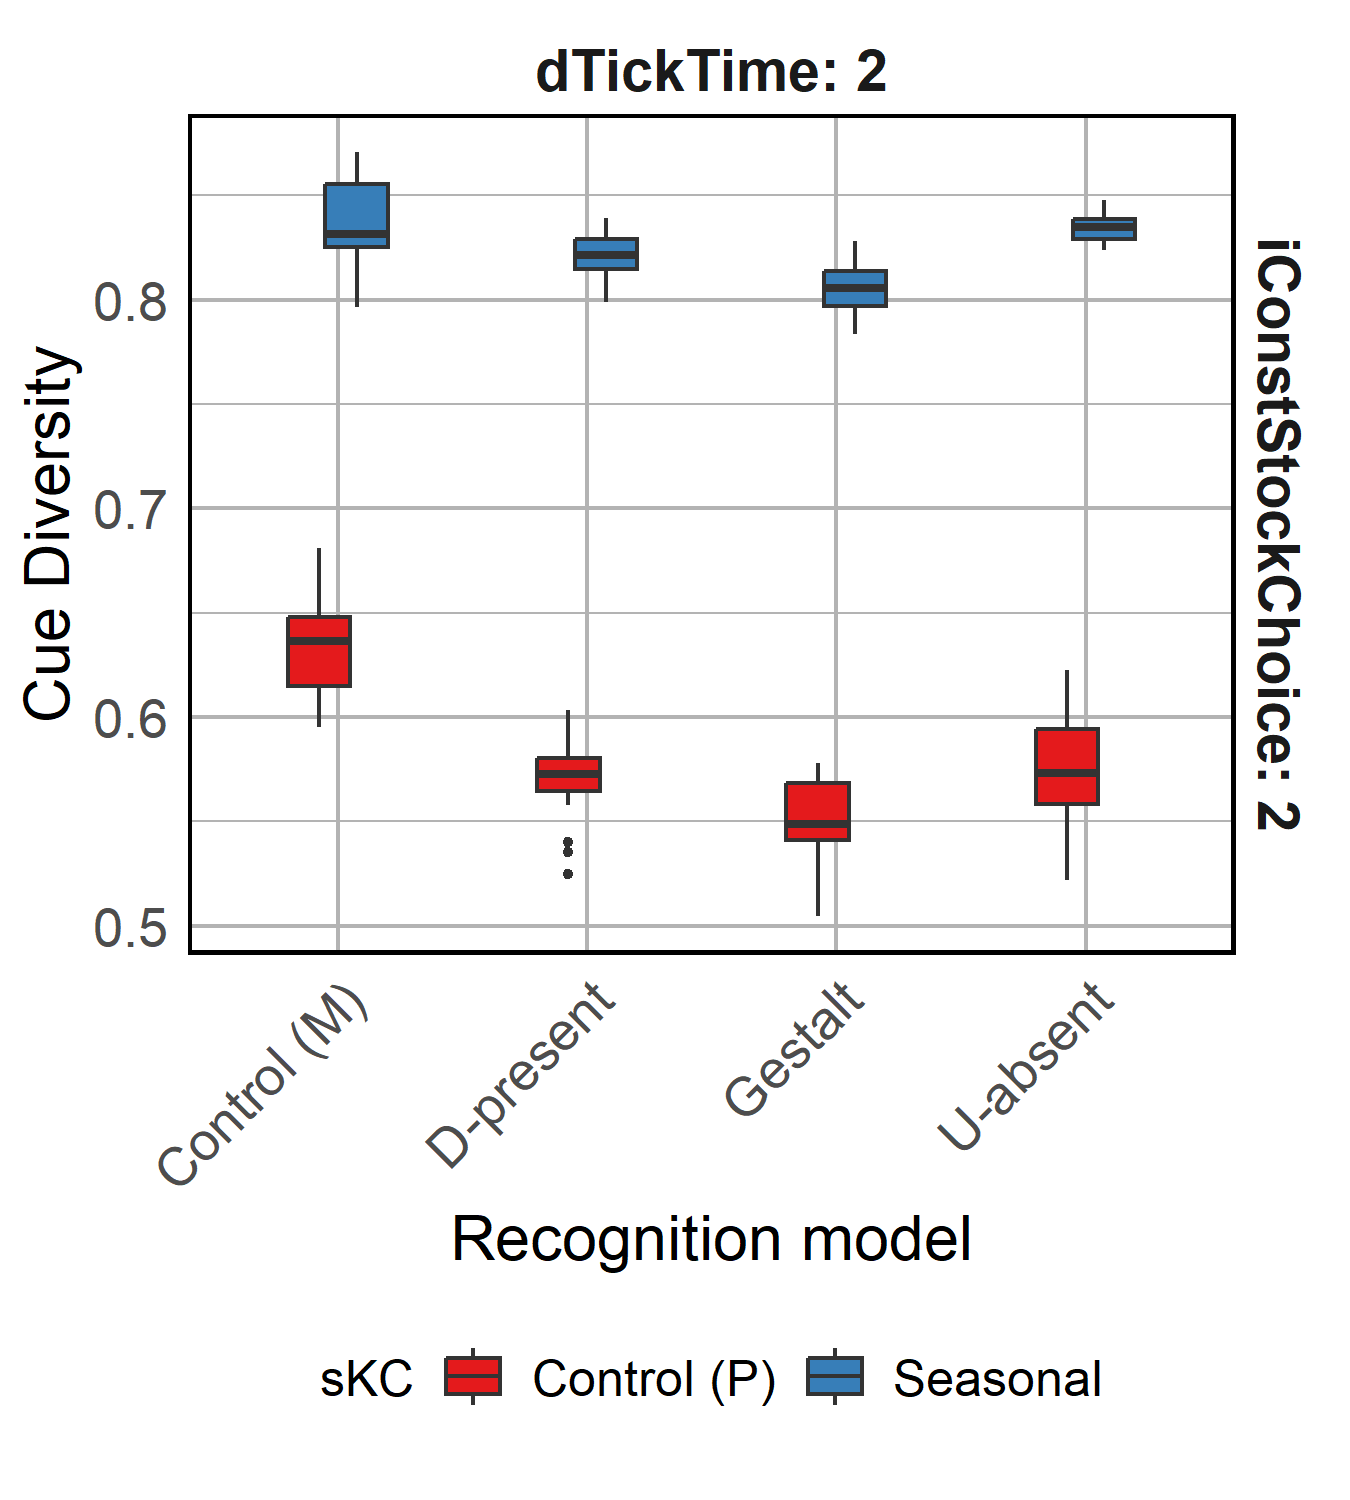 dTickTime: 2
iConstStockChoice: 2
Cue Diversity
0.8
0.7
0.6
0.5
Control (M)
D-present
Gestalt
U-absent
Recognition model
sKC Control (P) Seasonal